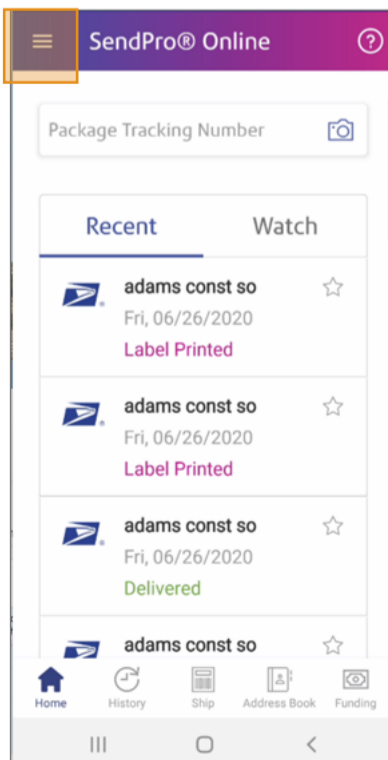 SendPro® Online
Package Tracking Number
Recent Watch
adams const so
Fri, 06/26/2020
Label Printed
adams const so
Fri, 06/26/2020
Label Printed
adams const so
Fri, 06/26/2020
Delivered
adams const so
Home History Ship Address Book Funding